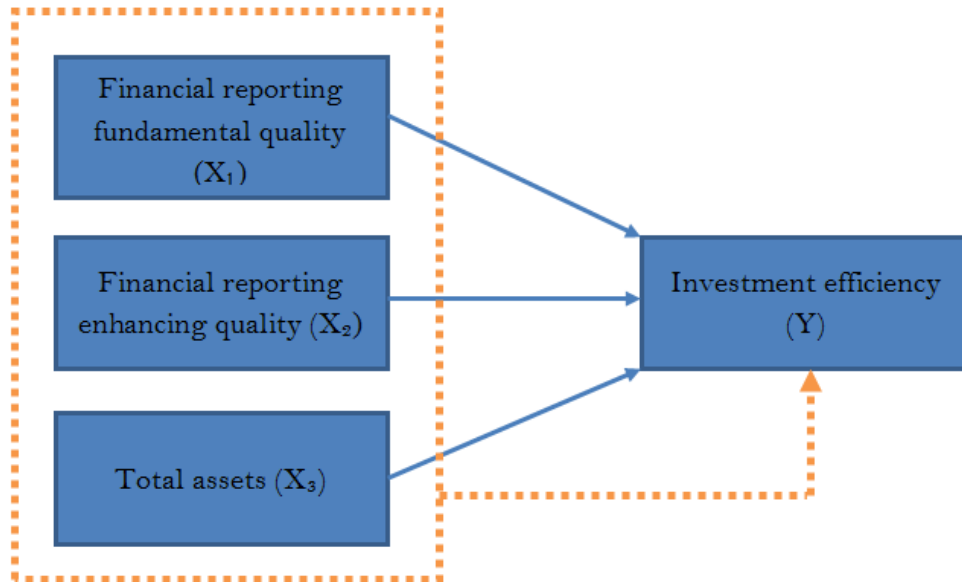 Financial reporting
fundamental quality
(X₁)
Financial reporting
enhancing quality (X₂)
Total assets (X₃)
Investment efficiency
(Y)